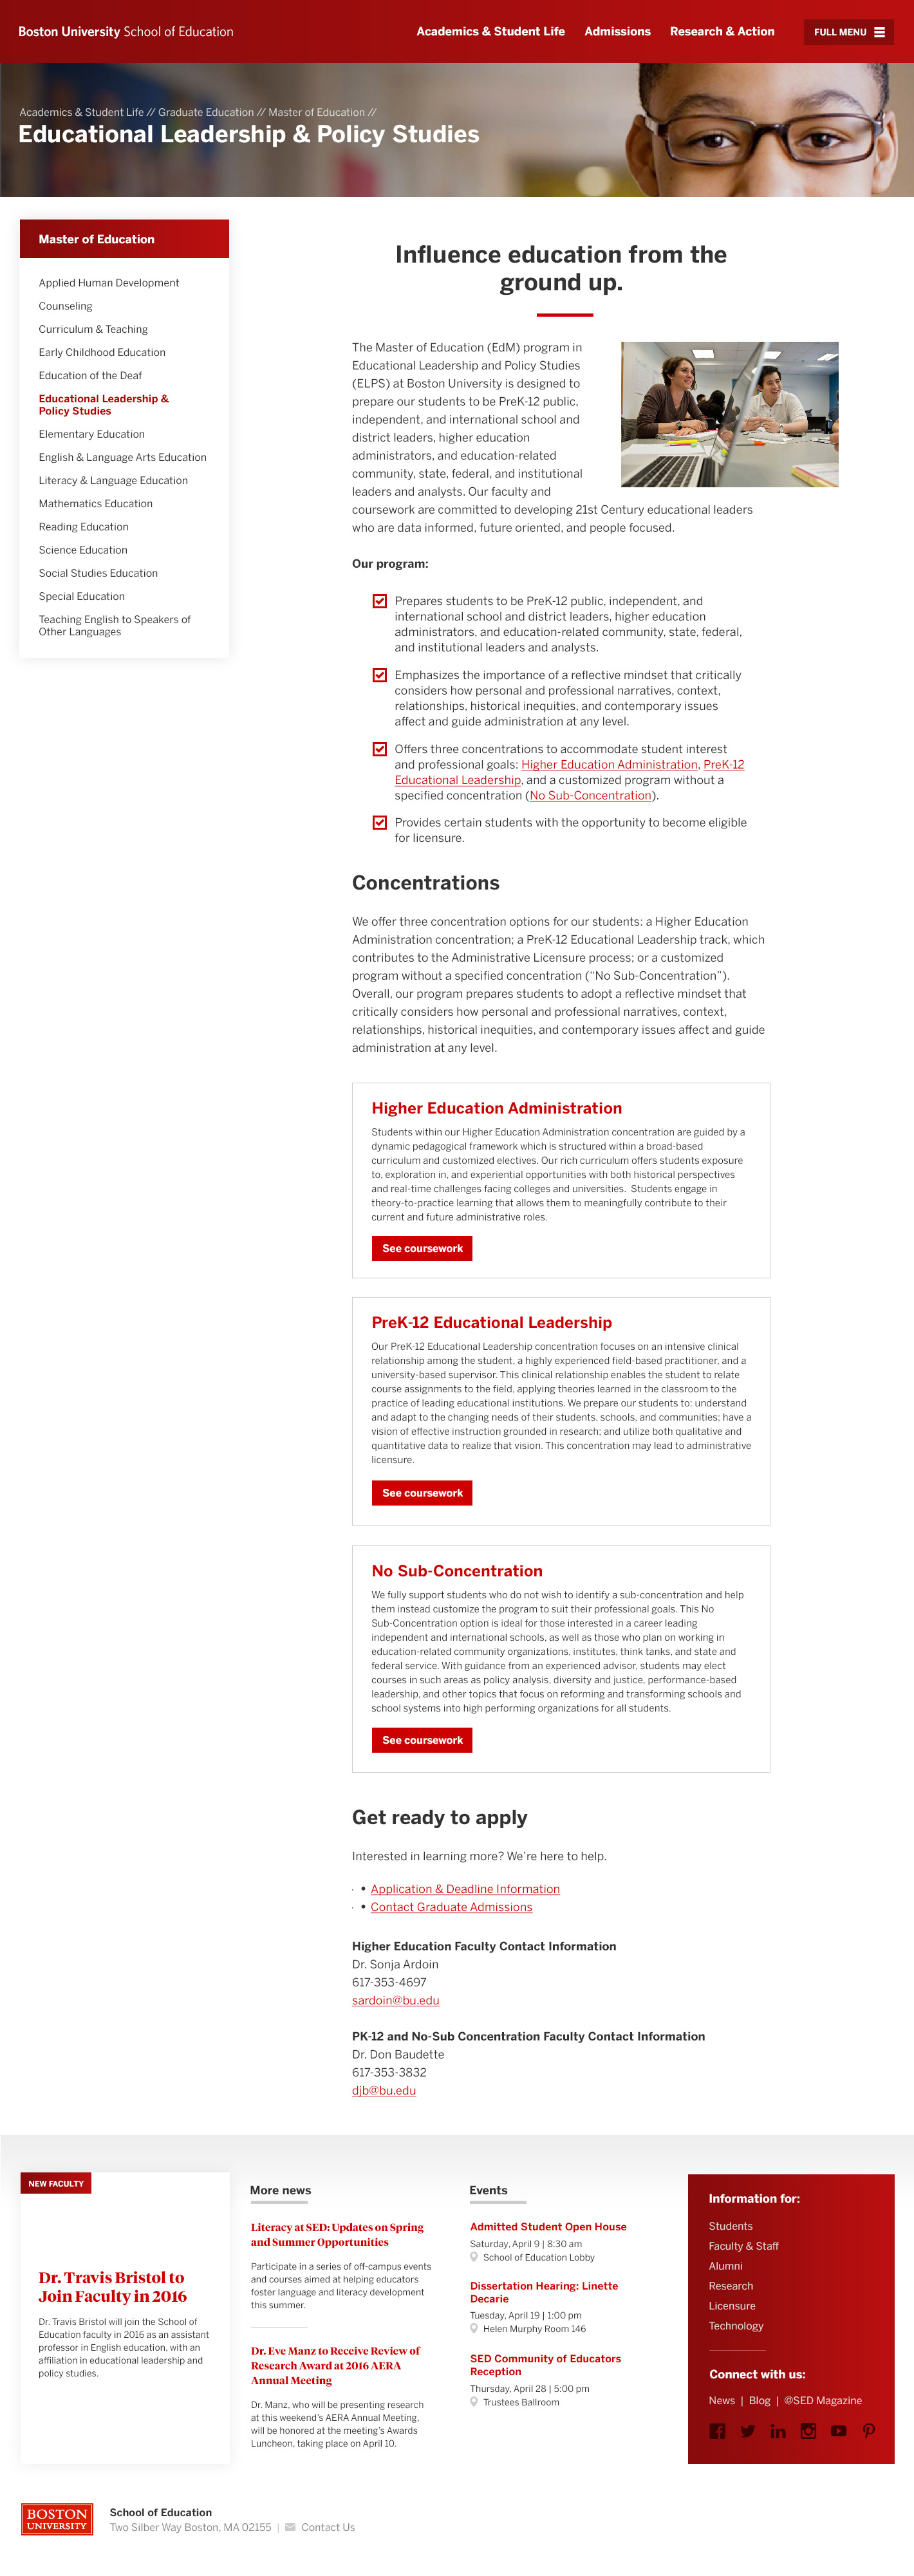 Boston University School of Education
Academics & Student Life
Admissions
Research & Action
FULL MENU
Academics & Student Life // Graduate Education // Master of Education //
Educational Leadership & Policy Studies
Master of Education
Applied Human Development
Counseling
Curriculum & Teaching
Early Childhood Education
Education of the Deaf
Educational Leadership &
Policy Studies
Elementary Education
English & Language Arts Education
Literacy & Language Education
Mathematics Education
Reading Education
Science Education
Social Studies Education
Special Education
Teaching English to Speakers of
Other Languages
Influence education from the
ground up.
The Master of Education (EdM) program in
Educational Leadership and Policy Studies
(ELPS) at Boston University is designed to
prepare our students to be PreK-12 public,
independent, and international school and
district leaders, higher education
administrators, and education-related
community, state, federal, and institutional
leaders and analysts. Our faculty and
coursework are committed to developing 21st Century educational leaders
who are data informed, future oriented, and people focused.
Our program:
Prepares students to be PreK-12 public, independent, and
international school and district leaders, higher education
administrators, and education-related community, state, federal,
and institutional leaders and analysts.
Emphasizes the importance of a reflective mindset that critically
considers how personal and professional narratives, context,
relationships, historical inequities, and contemporary issues
affect and guide administration at any level.
Offers three concentrations to accommodate student interest
and professional goals: Higher Education Administration, PreK-12
Educational Leadership, and a customized program without a
specified concentration (No Sub-Concentration).
Provides certain students with the opportunity to become eligible
for licensure.
Concentrations
We offer three concentration options for our students: a Higher Education
Administration concentration; a PreK-12 Educational Leadership track, which
contributes to the Administrative Licensure process; or a customized
program without a specified concentration (“No Sub-Concentration”).
Overall, our program prepares students to adopt a reflective mindset that
critically considers how personal and professional narratives, context,
relationships, historical inequities, and contemporary issues affect and guide
administration at any level.
Higher Education Administration
Students within our Higher Education Administration concentration are guided by a
dynamic pedagogical framework which is structured within a broad-based
curriculum and customized electives. Our rich curriculum offers students exposure
to, exploration in, and experiential opportunities with both historical perspectives
and real-time challenges facing colleges and universities. Students engage in
theory-to-practice learning that allows them to meaningfully contribute to their
current and future administrative roles.
See coursework
PreK-12 Educational Leadership
Our PreK-12 Educational Leadership concentration focuses on an intensive clinical
relationship among the student, a highly experienced field-based practitioner, and a
university-based supervisor. This clinical relationship enables the student to relate
course assignments to the field, applying theories learned in the classroom to the
practice of leading educational institutions. We prepare our students to: understand
and adapt to the changing needs of their students, schools, and communities; have a
vision of effective instruction grounded in research; and utilize both qualitative and
quantitative data to realize that vision. This concentration may lead to administrative
licensure.
See coursework
No Sub-Concentration
We fully support students who do not wish to identify a sub-concentration and help
them instead customize the program to suit their professional goals. This No
Sub-Concentration option is ideal for those interested in a career leading
independent and international schools, as well as those who plan on working in
education-related community organizations, institutes, think tanks, and state and
federal service. With guidance from an experienced advisor, students may elect
courses in such areas as policy analysis, diversity and justice, performance-based
leadership, and other topics that focus on reforming and transforming schools and
school systems into high performing organizations for all students.
See coursework
Get ready to apply
Interested in learning more? We’re here to help.
• Application & Deadline Information
• Contact Graduate Admissions
Higher Education Faculty Contact Information
Dr. Sonja Ardoin
617-353-4697
sardoin@bu.edu
PK-12 and No-Sub Concentration Faculty Contact Information
Dr. Don Baudette
617-353-3832
djb@bu.edu
NEW FACULTY
Dr. Travis Bristol to
Join Faculty in 2016
Dr. Travis Bristol will join the School of
Education faculty in 2016 as an assistant
professor in English education, with an
affiliation in educational leadership and
policy studies.
More news
Literacy at SED: Updates on Spring
and Summer Opportunities
Participate in a series of off-campus events
and courses aimed at helping educators
foster language and literacy development
this summer.
Dr. Eve Manz to Receive Review of
Research Award at 2016 AERA
Annual Meeting
Dr. Manz, who will be presenting research
at this weekend’s AERA Annual Meeting,
will be honored at the meeting’s Awards
Luncheon, taking place on April 10.
Events
Admitted Student Open House
Saturday, April 9 | 8:30 am
School of Education Lobby
Dissertation Hearing: Linette
Decarie
Tuesday, April 19 | 1:00 pm
Helen Murphy Room 146
SED Community of Educators
Reception
Thursday, April 28 | 5:00 pm
Trustees Ballroom
Information for:
Students
Faculty & Staff
Alumni
Research
Licensure
Technology
Connect with us:
News | Blog | @SED Magazine
BOSTON
UNIVERSITY
School of Education
Two Silber Way Boston, MA 02155 | Contact Us